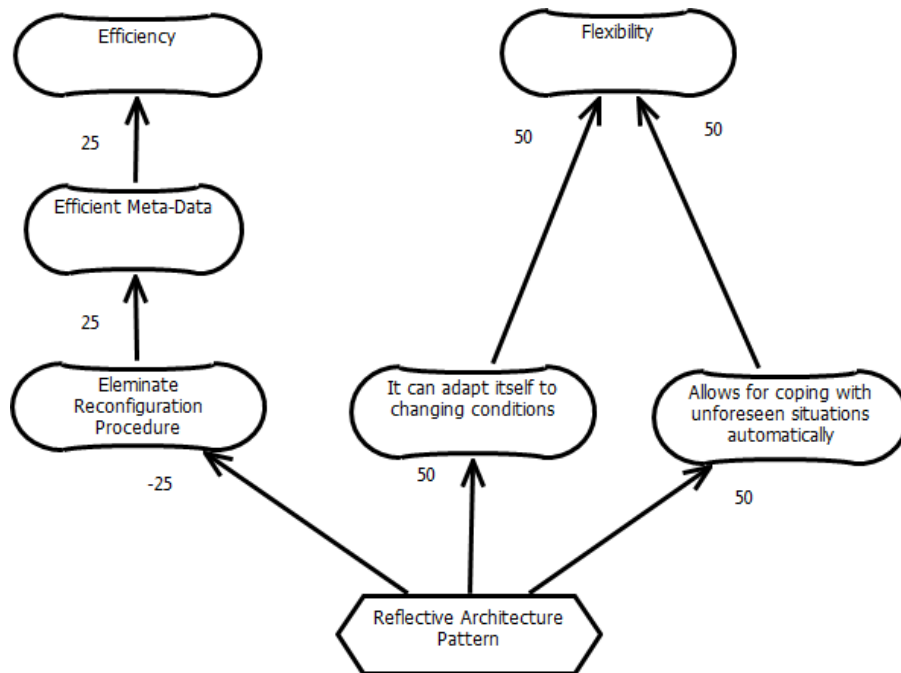 Efficiency
Flexibility
50
50
25
Efficient Meta-Data
25
Eleminate
Reconfiguration
Procedure
It can adapt itself to
changing conditions
Allows for coping with
unforeseen situations
automatically
-25
50
50
Reflective Architecture
Pattern